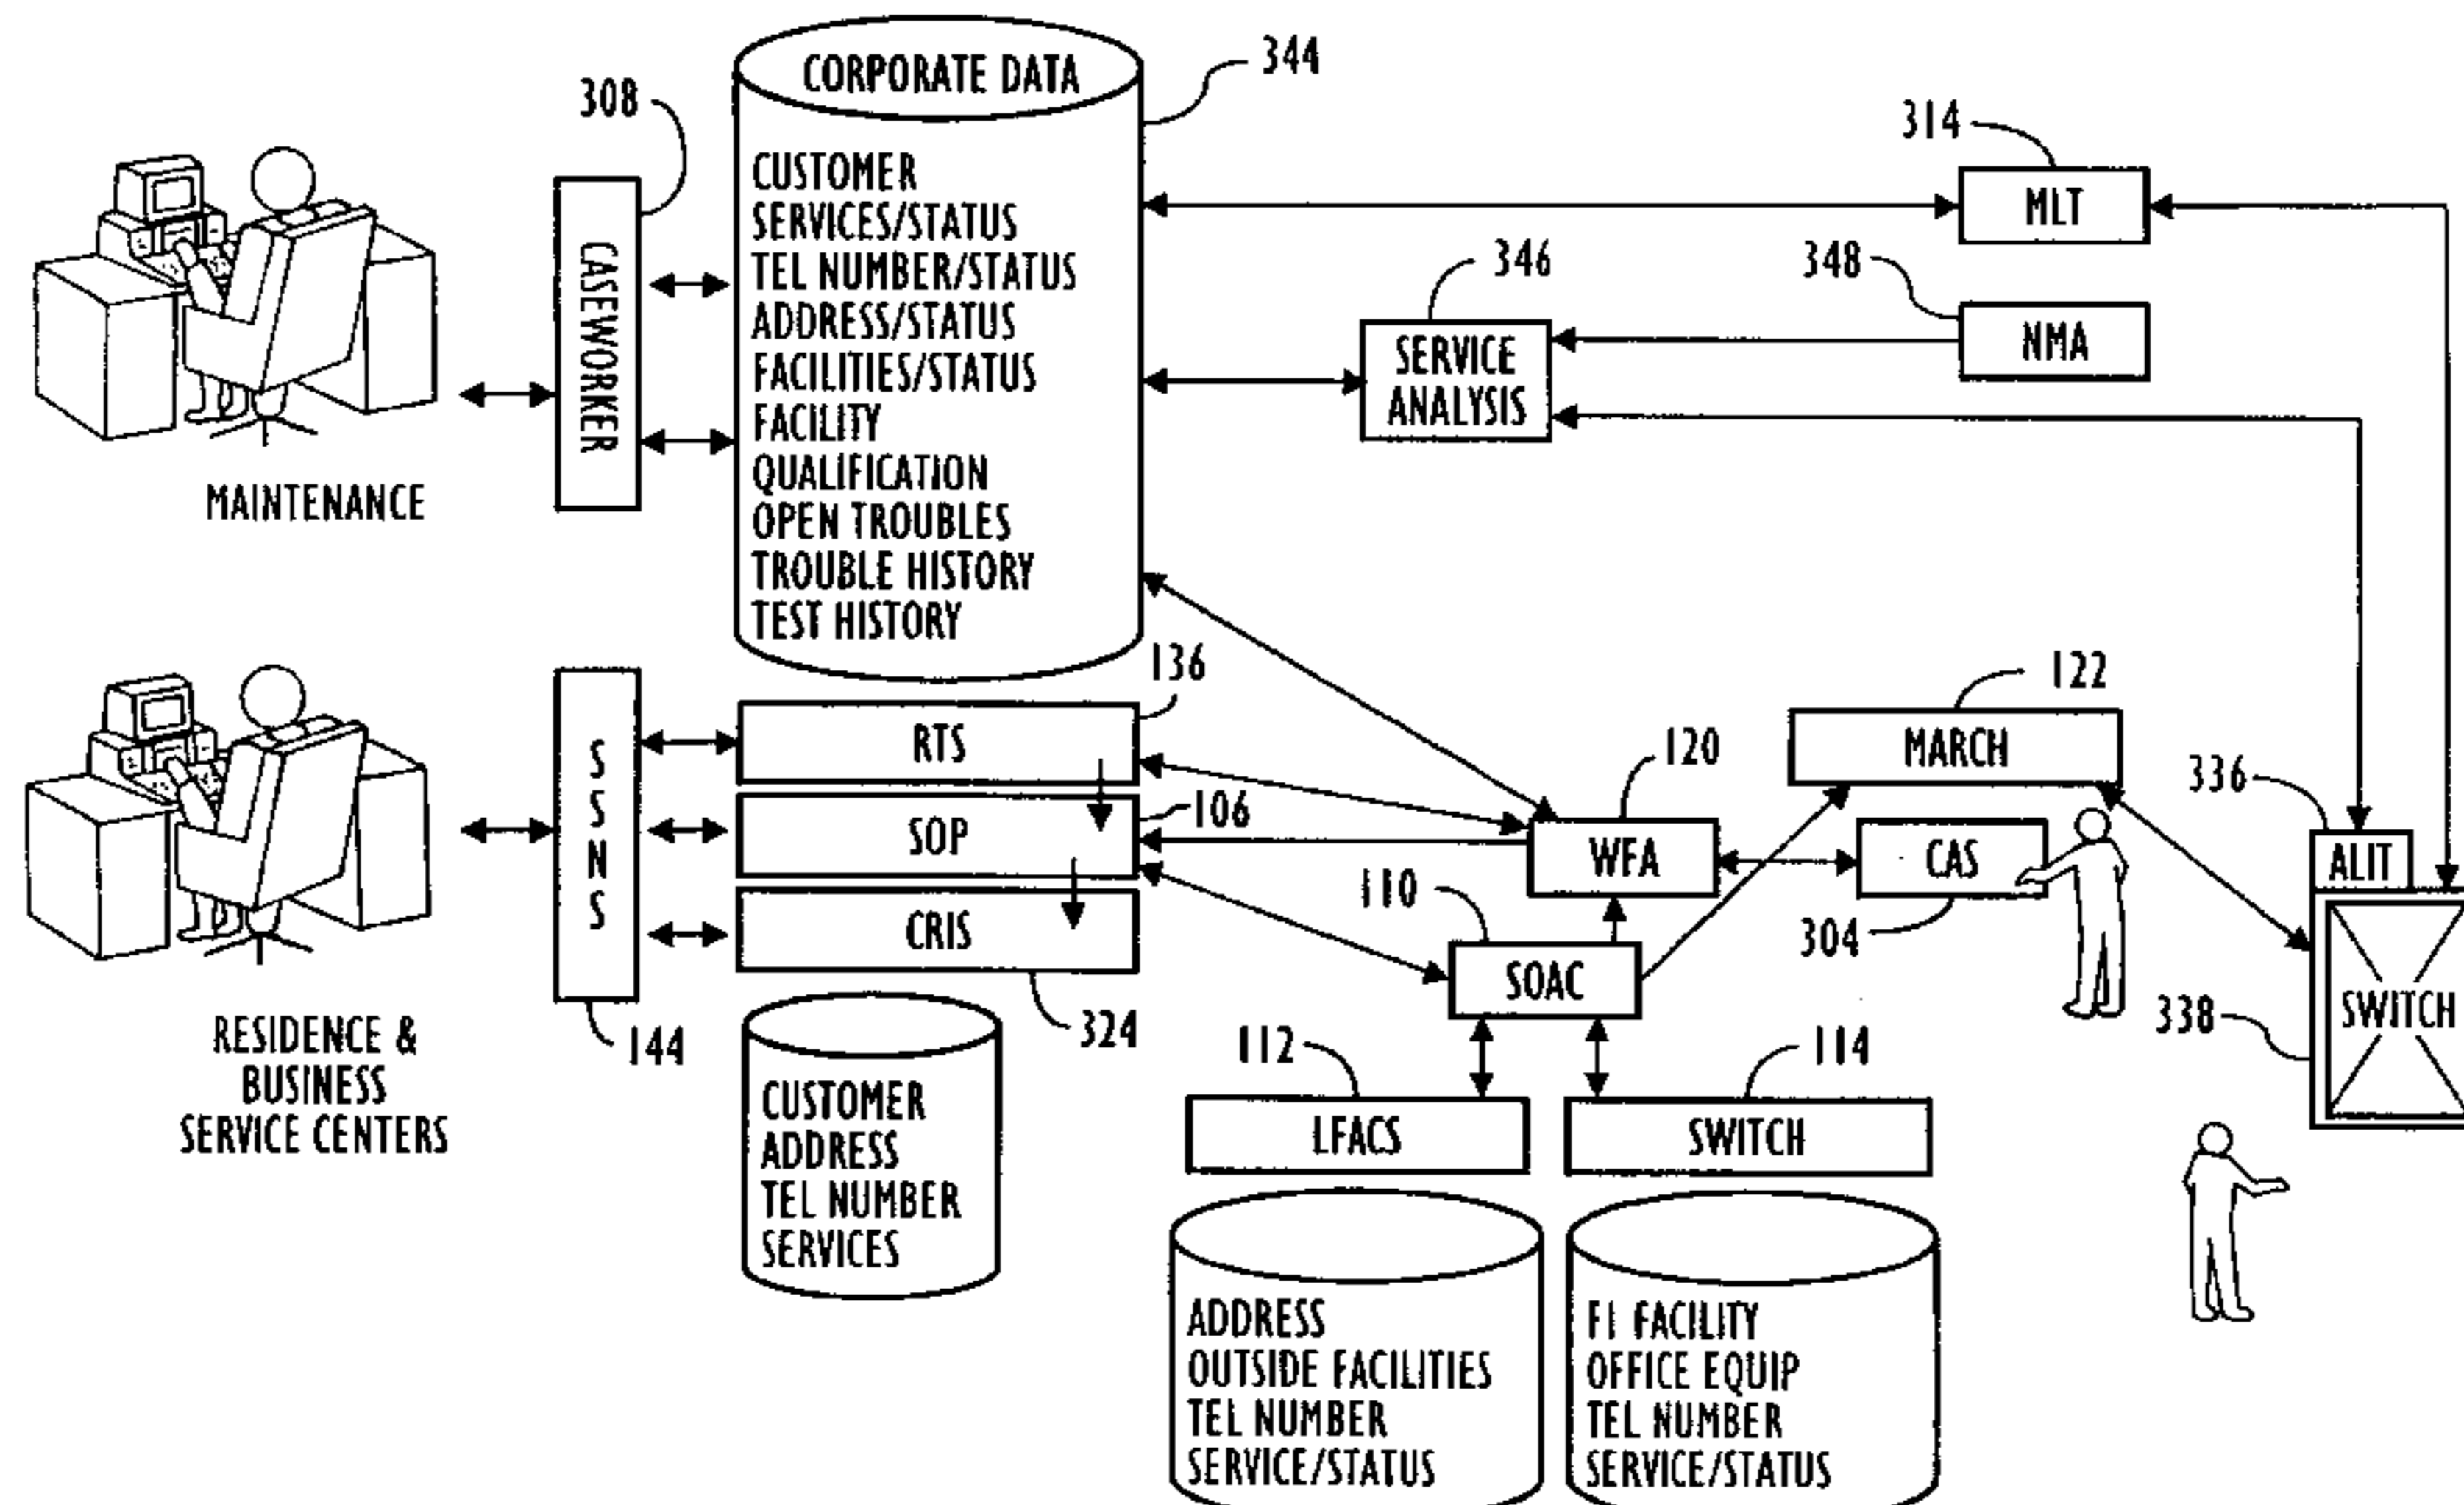 CORPORATE DATA
344
308
CUSTOMER
SERVICES/STATUS
TEL NUMBER/STATUS
ADDRESS/STATUS
FACILITIES/STATUS
FACILITY
QUALIFICATION
OPEN TROUBLES
TROUBLE HISTORY
TEST HISTORY
CASEWORKER
MAINTENANCE
314
MLT
346
348
SERVICE
ANALYSIS
NMA
136
RTS
106
SOP
CRIS
324
SSNS
144
RESIDENCE &
BUSINESS
SERVICE CENTERS
CUSTOMER
ADDRESS
TEL NUMBER
SERVICES
120
WFA
122
MARCH
CAS
304
110
SOAC
336
ALIT
338
SWITCH
112
LFACS
114
SWITCH
ADDRESS
OUTSIDE FACILITIES
TEL NUMBER
SERVICE/STATUS
F1 FACILITY
OFFICE EQUIP
TEL NUMBER
SERVICE/STATUS